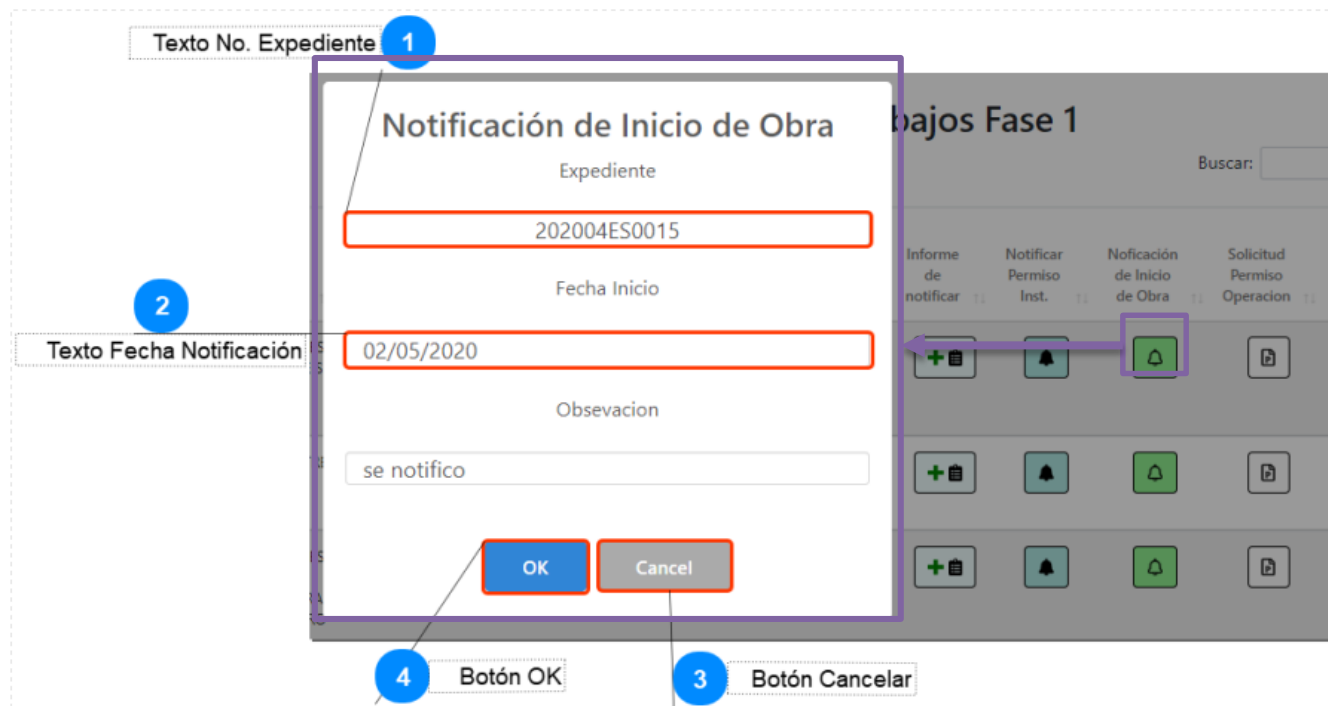 Texto No. Expediente 1
Notificación de Inicio de Obra
bajos Fase 1
Expediente
Buscar:
202004ES0015
Informe de notificar
Notificar Permiso Inst.
Noficación de Inicio de Obra
Solicitud Permiso Operacion
Fecha Inicio
2
Texto Fecha Notificación
02/05/2020
Obsevacion
se notifico
OK
Cancel
4 Botón OK
3 Botón Cancelar